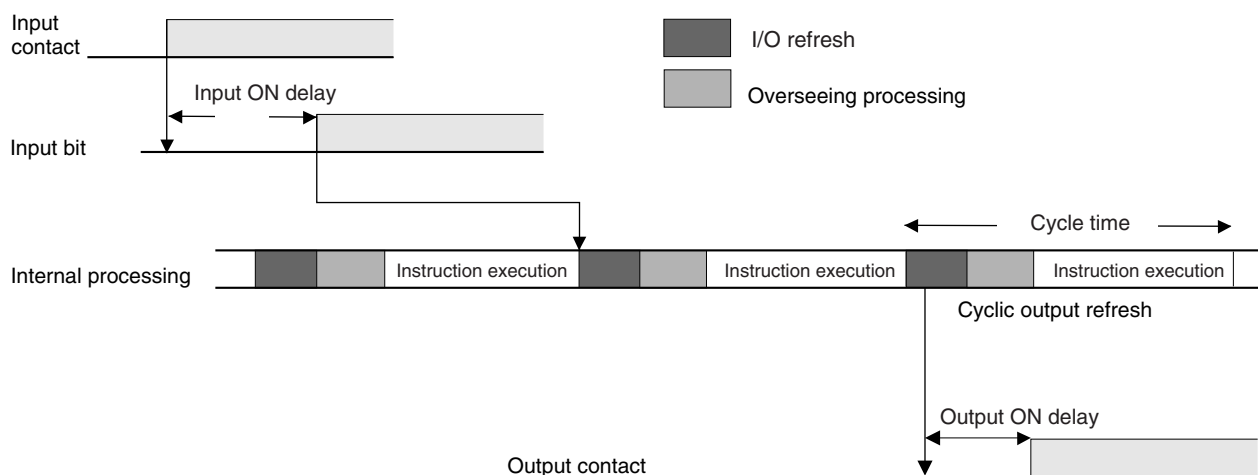 Input
contact
I/O refresh
Overseeing processing
Input ON delay
Input bit
Cycle time
Internal processing
Instruction execution
Instruction execution
Instruction execution
Cyclic output refresh
Output ON delay
Output contact